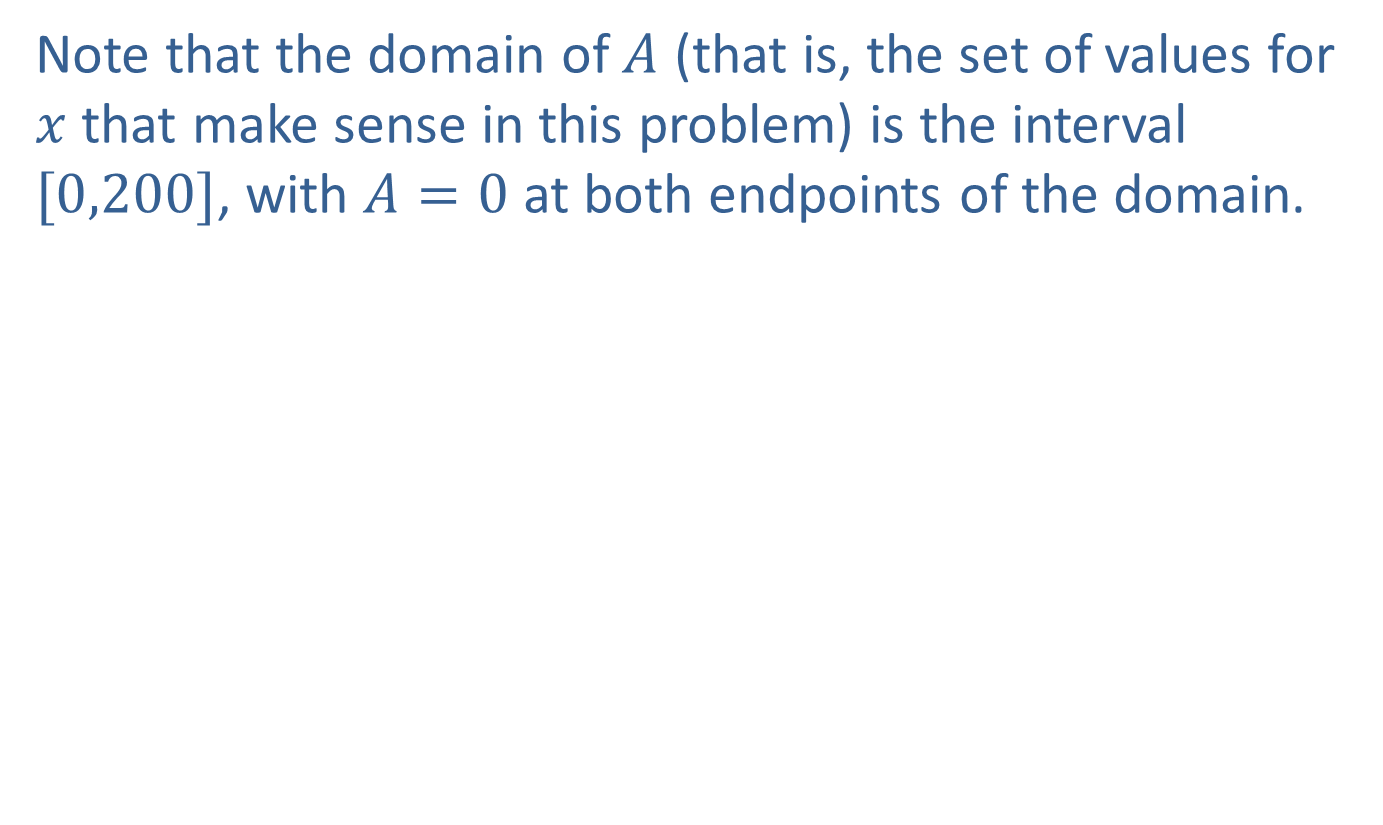 Note that the domain of 𝐴 (that is, the set of values for
𝑥 that make sense in this problem) is the interval
[0,200], with 𝐴 = 0 at both endpoints of the domain.